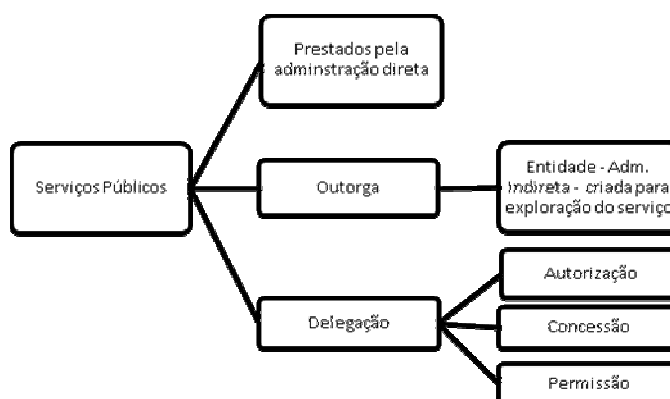 Prestados pela
adminstração direta
Serviços Públicos
Outorga
Entidade - Adm.
Indireta - criada para
exploração do serviço
Delegação
Autorização
Concessão
Permissão